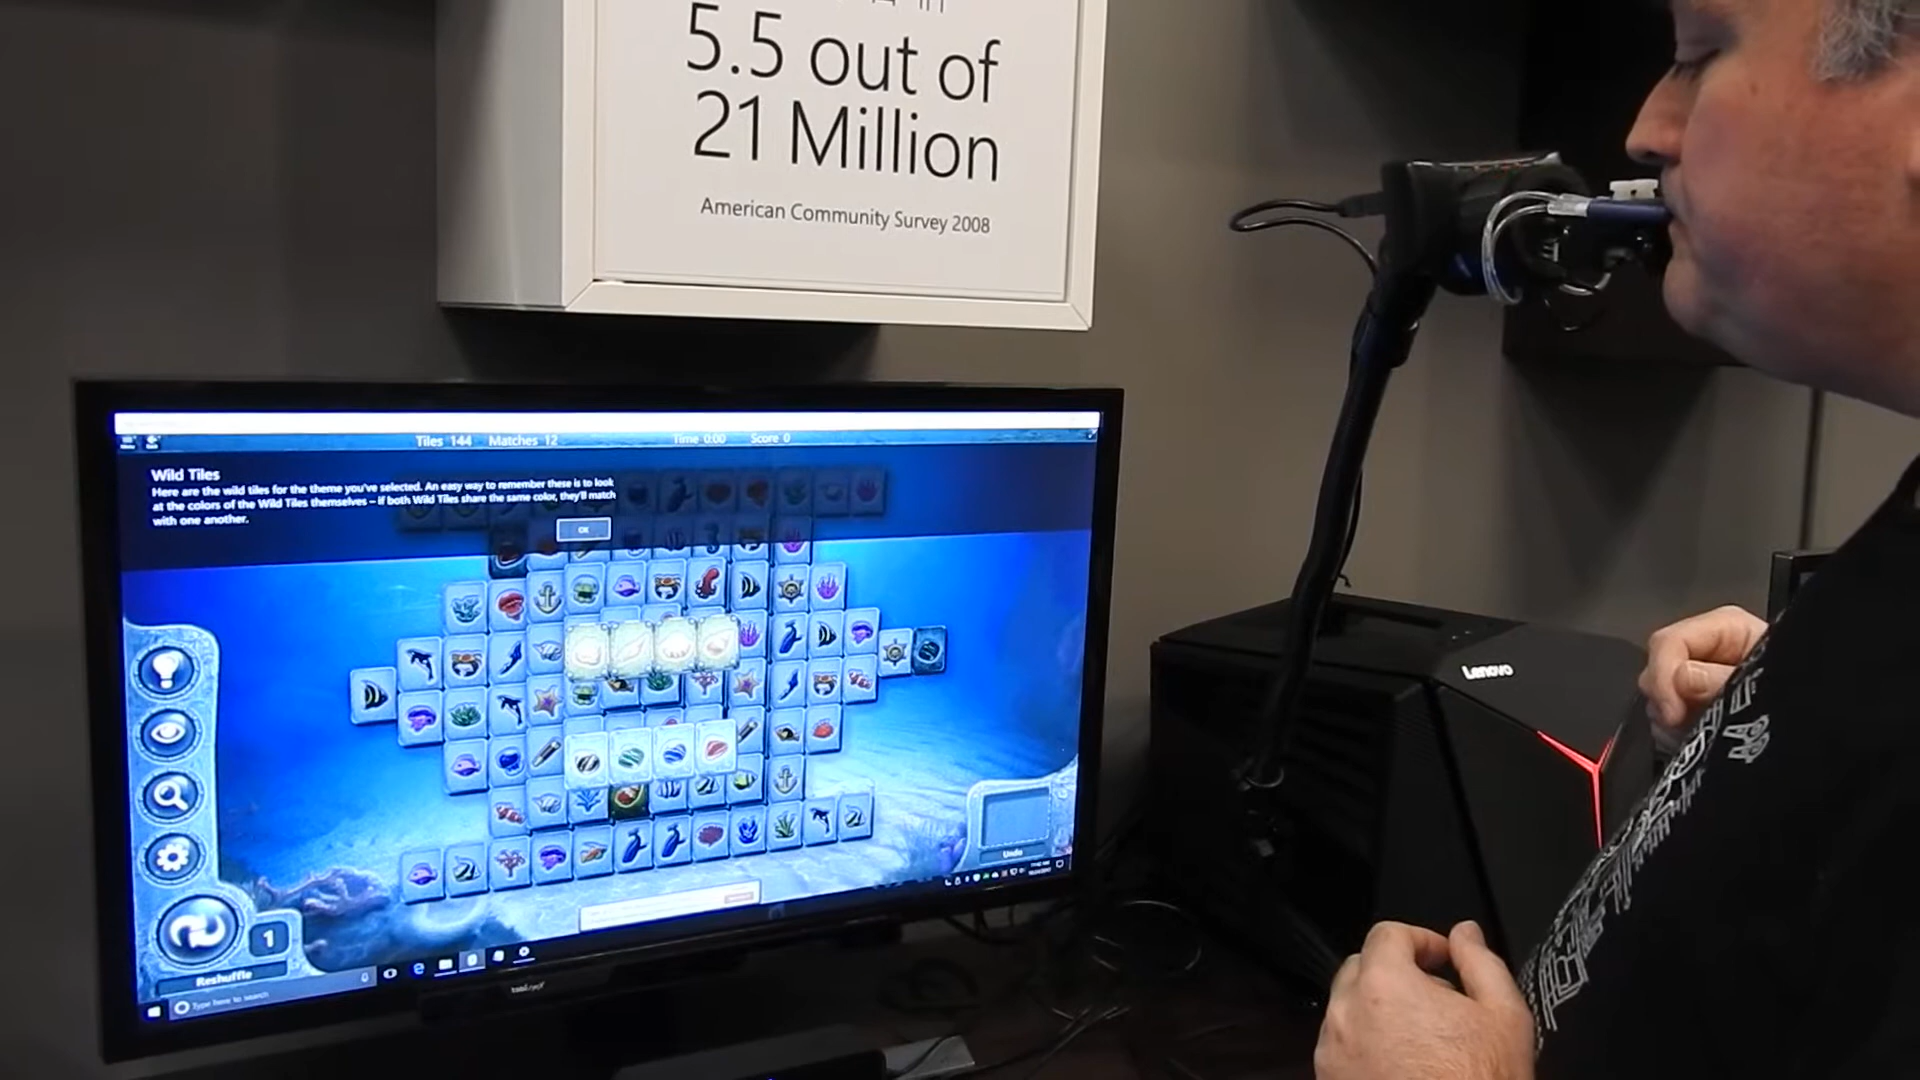 5.5 out of
21 Million
American Community Survey 2008
Tiles 144 Matches 12 Time 0:00 Score 0
Wild Tiles
Here are the wild tiles for the theme you've selected. An easy way to remember these is to look
at the colors of the Wild Tiles themselves – if both Wild Tiles share the same color, they'll match
with one another.
OK
Lenovo
Undo
1
Reshuffle
Type here to search